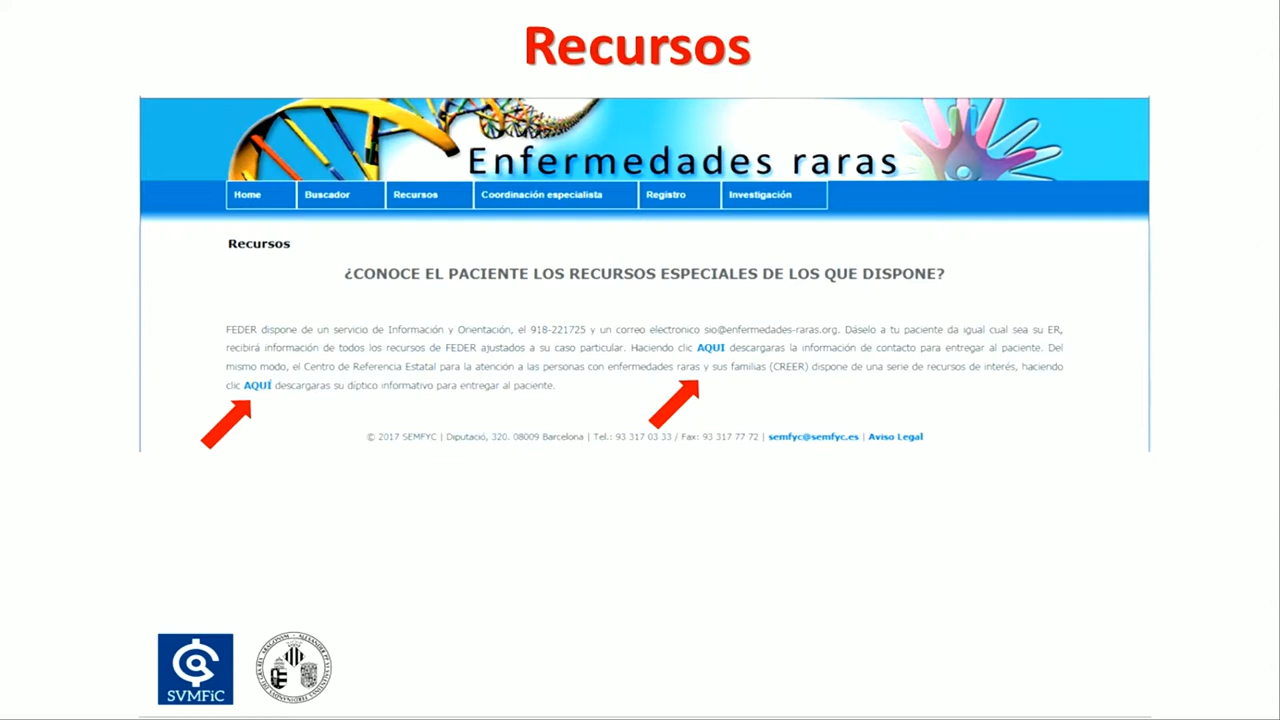 Recursos
Enfermedades raras
Home Buscador Recursos Coordinación especialista Registro Investigación
Recursos
¿CONOCE EL PACIENTE LOS RECURSOS ESPECIALES DE LOS QUE DISPONE?
FEDER dispone de un servicio de Información y Orientación, el 918-221725 y un correo electronico sio@enfermedades-raras.org. Dáselo a tu paciente da igual cual sea su ER,
recibirá información de todos los recursos de FEDER ajustados a su caso particular. Haciendo clic AQUI descargaras la información de contacto para entregar al paciente. Del
mismo modo, el Centro de Referencia Estatal para la atención a las personas con enfermedades raras y sus familias (CREER) dispone de una serie de recursos de interés, haciendo
clic AQUÍ descargaras su díptico informativo para entregar al paciente.
© 2017 SEMFYC | Diputació, 320. 08009 Barcelona | Tel.: 93 317 03 33 / Fax: 93 317 77 72 | semfyc@semfyc.es | Aviso Legal
SVMFiC